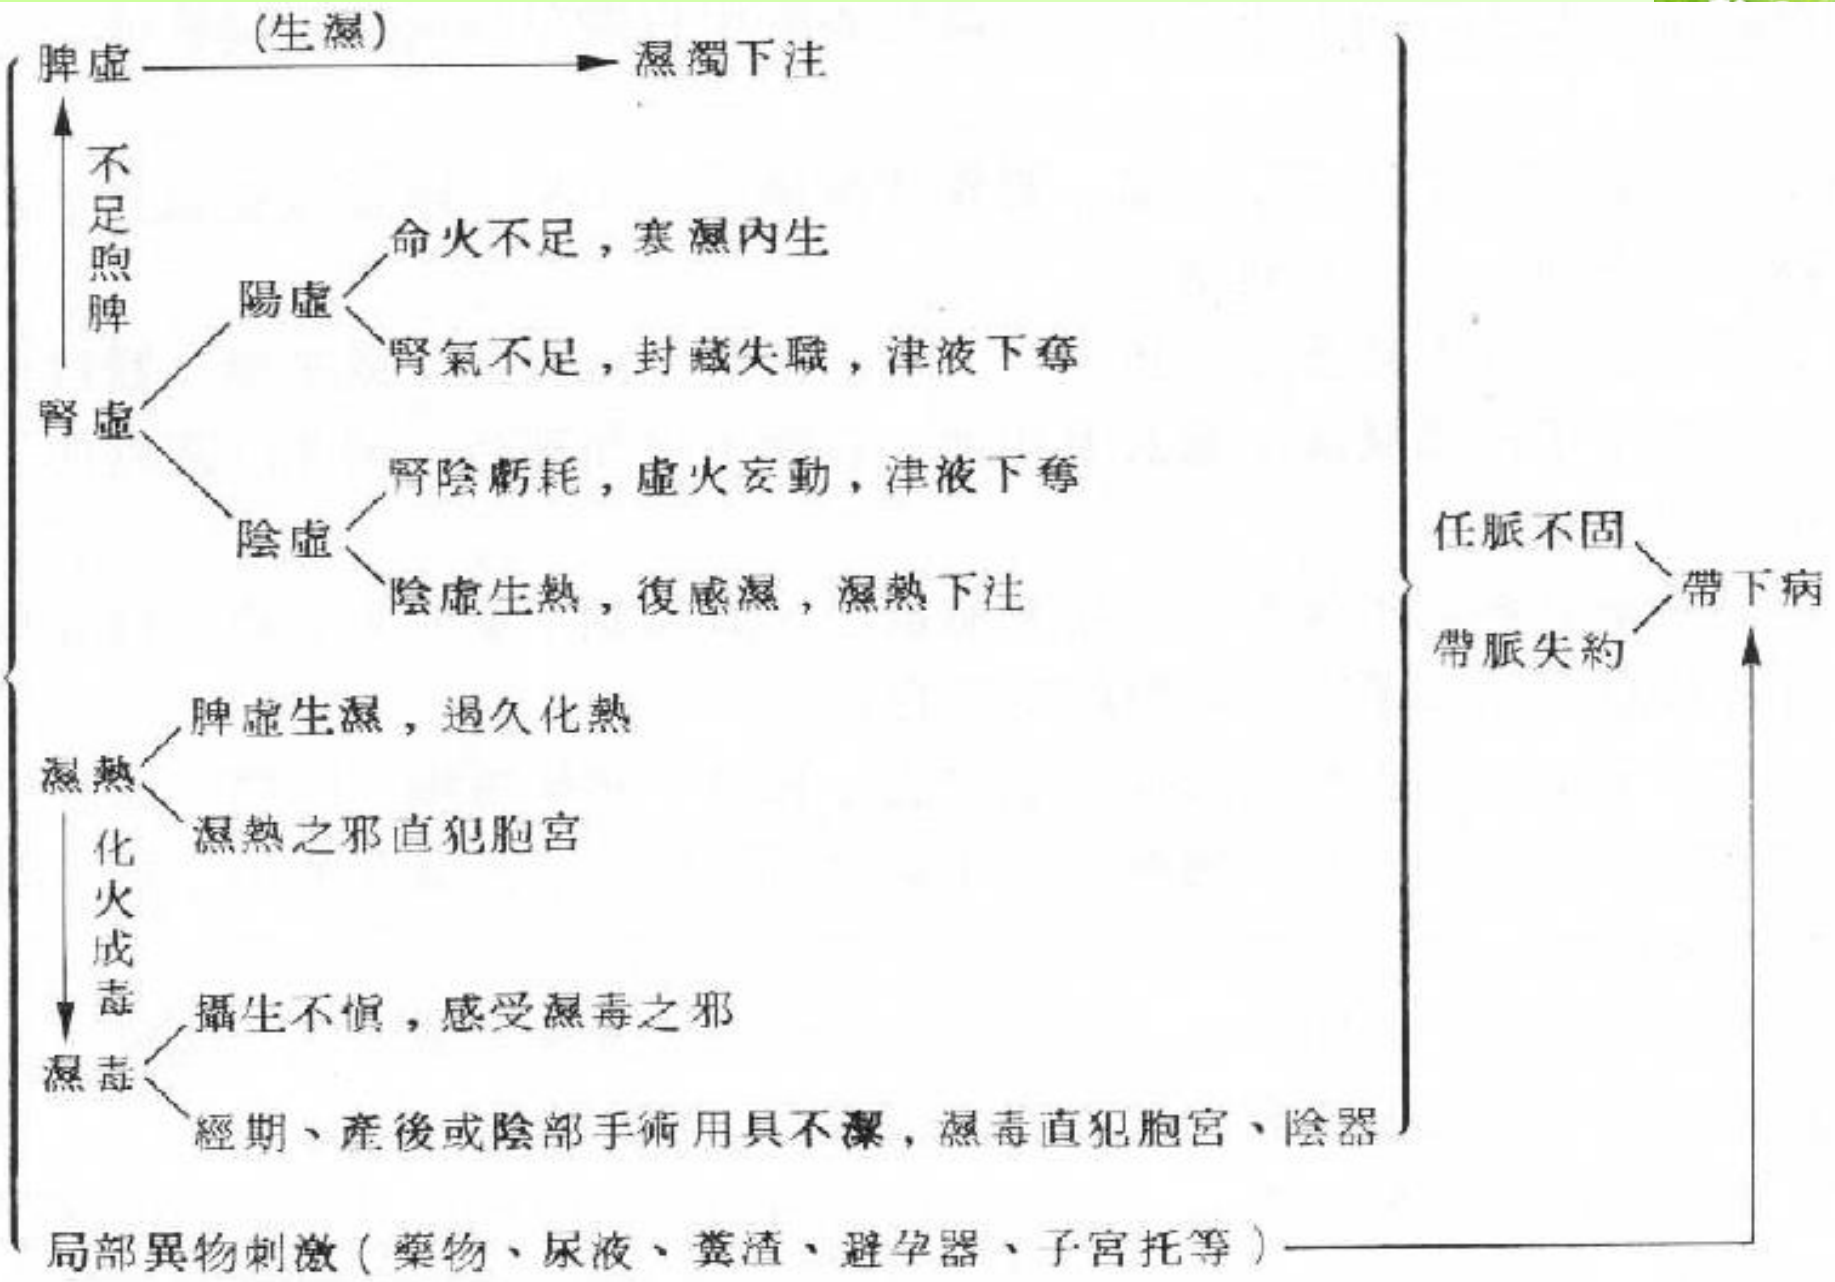 (生濕)
脾虛
濕濁下注
不足煦脾
命火不足，寒濕內生
陽虛
腎氣不足，封藏失職，津液下奪
腎虛
腎陰虧耗，虛火妄動，津液下奪
陰虛
陰虛生熱，復感濕，濕熱下注
任脈不固
帶下病
帶脈失約
脾虛生濕，過久化熱
濕熱
濕熱之邪直犯胞宮
化火成毒
攝生不慎，感受濕毒之邪
濕毒
經期、產後或陰部手術用具不潔，濕毒直犯胞宮、陰器
局部異物刺激(藥物、尿液、糞渣、避孕器、子宮托等)